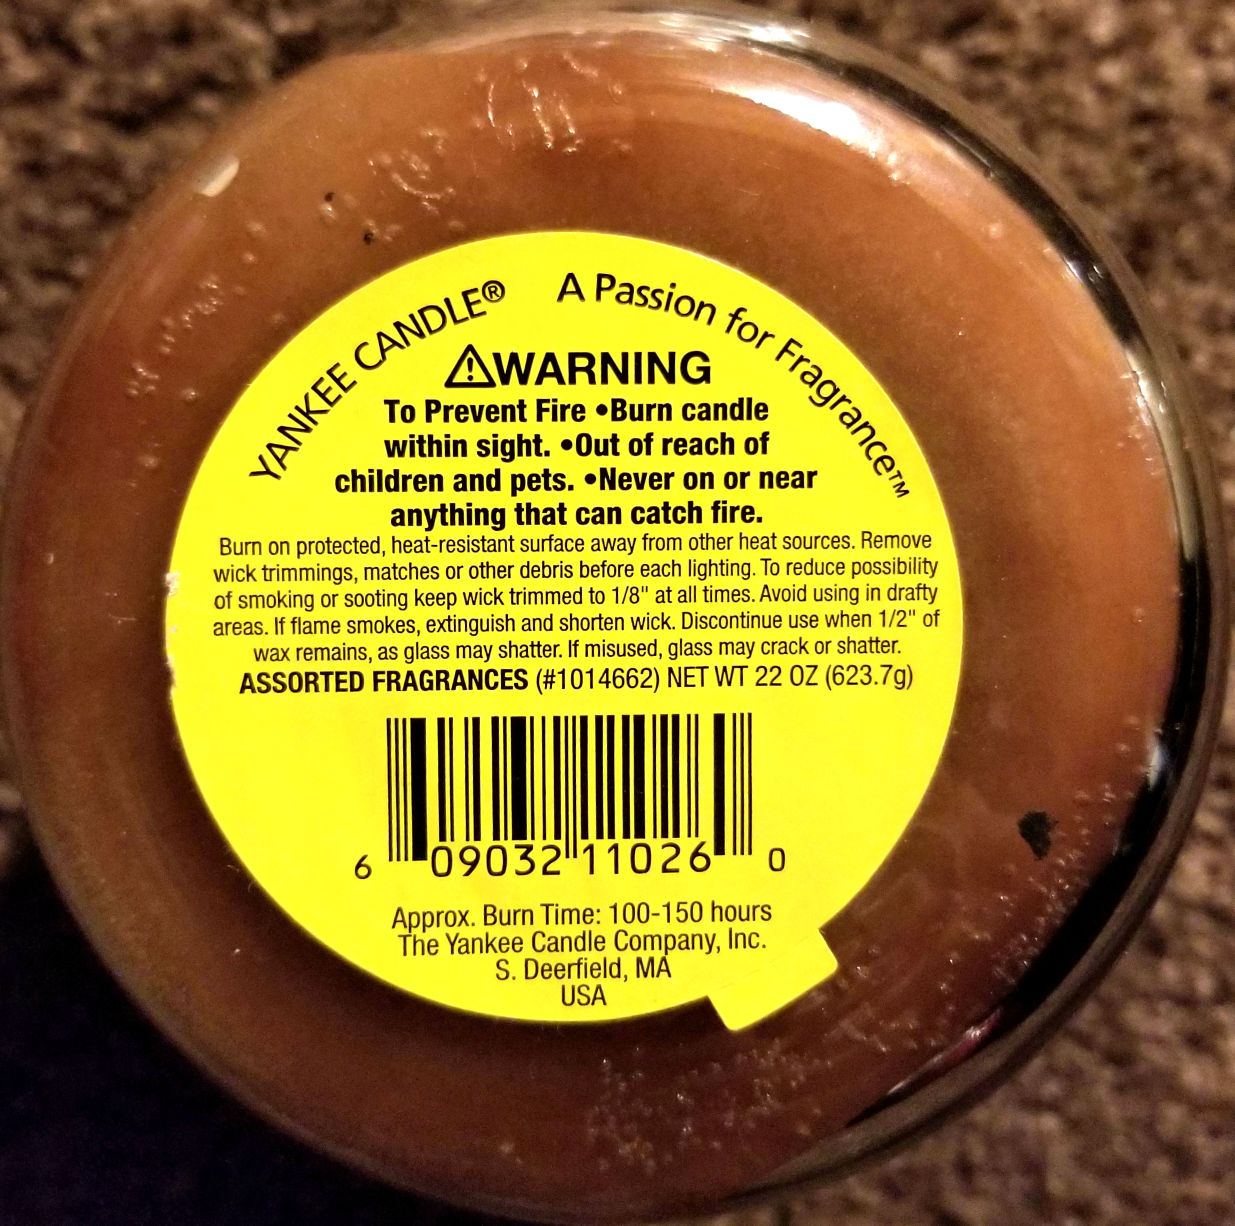 YANKEE CANDLE® A Passion for Fragrance™
⚠WARNING
To Prevent Fire •Burn candle
within sight. •Out of reach of
children and pets. •Never on or near
anything that can catch fire.
Burn on protected, heat-resistant surface away from other heat sources. Remove
wick trimmings, matches or other debris before each lighting. To reduce possibility
of smoking or sooting keep wick trimmed to 1/8" at all times. Avoid using in drafty
areas. If flame smokes, extinguish and shorten wick. Discontinue use when 1/2" of
wax remains, as glass may shatter. If misused, glass may crack or shatter.
ASSORTED FRAGRANCES (#1014662) NET WT 22 OZ (623.7g)
6 09032 11026 0
Approx. Burn Time: 100-150 hours
The Yankee Candle Company, Inc.
S. Deerfield, MA
USA